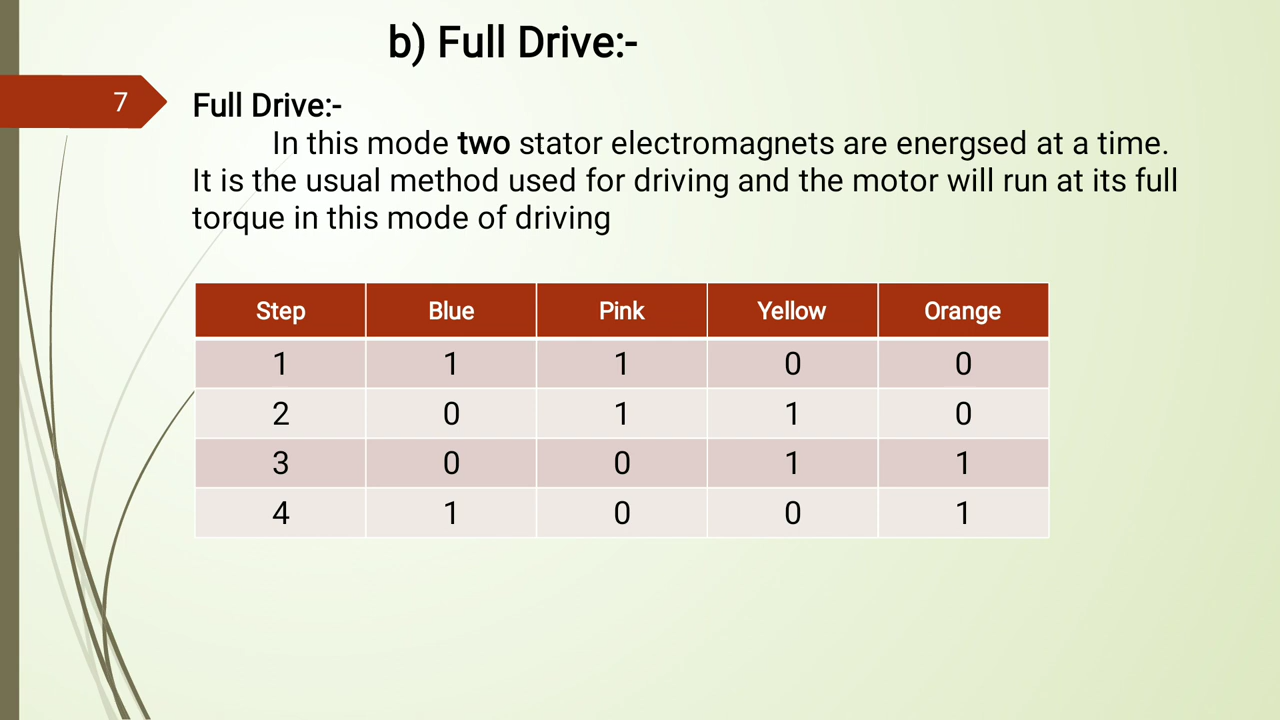 b) Full Drive:-
7
Full Drive:-
In this mode two stator electromagnets are energsed at a time.
It is the usual method used for driving and the motor will run at its full
torque in this mode of driving
Step Blue Pink Yellow Orange
1 1 1 0 0
2 0 1 1 0
3 0 0 1 1
4 1 0 0 1